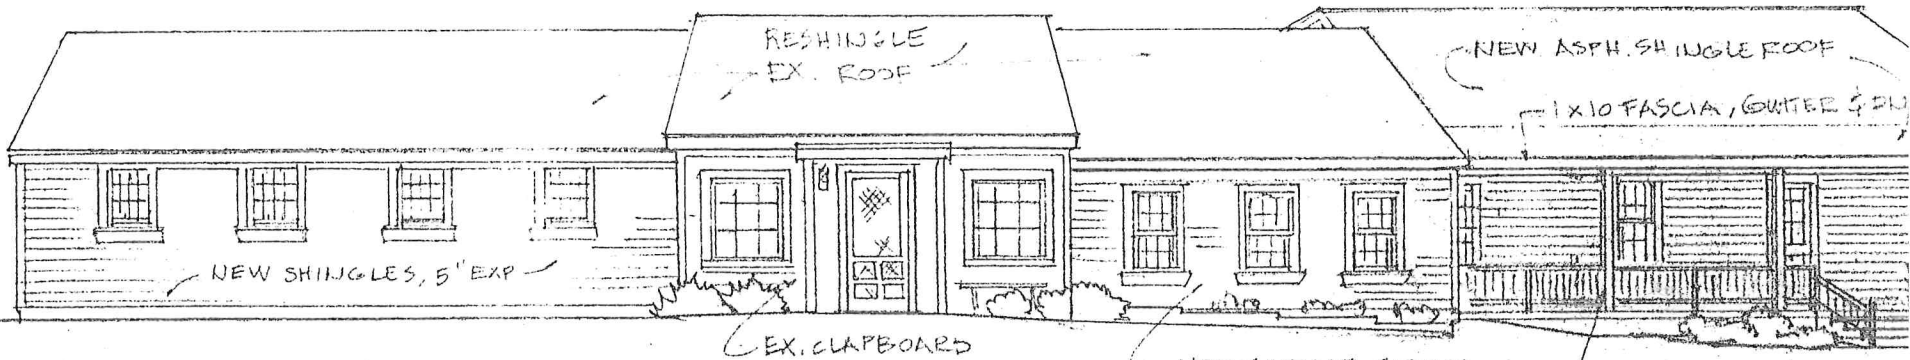 RESHINGLE
EX. ROOF
NEW ASPH. SHINGLE ROOF
1x10 FASCIA, GUTTER &
NEW SHINGLES, 5" EXP
EX. CLAPBOARD